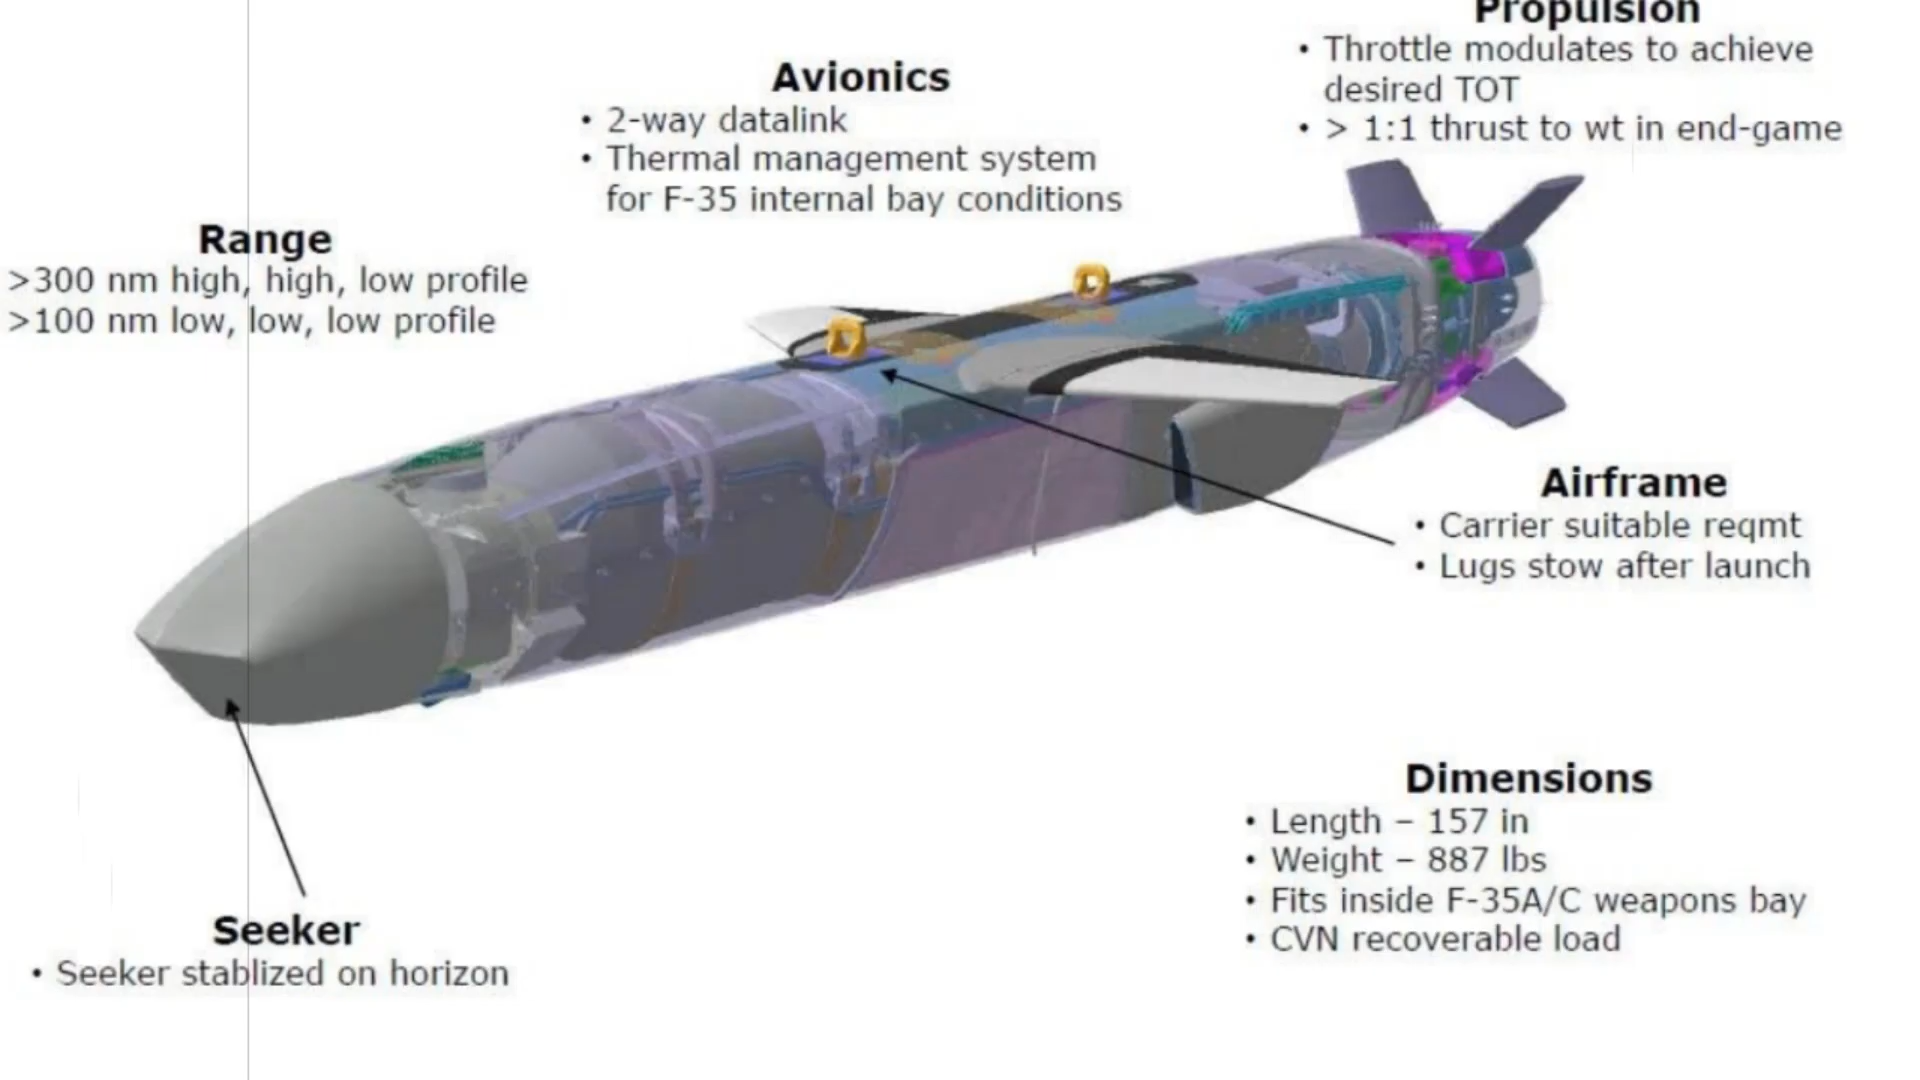 Propulsion
• Throttle modulates to achieve
desired TOT
• > 1:1 thrust to wt in end-game
Avionics
• 2-way datalink
• Thermal management system
for F-35 internal bay conditions
Range
>300 nm high, high, low profile
>100 nm low, low, low profile
Airframe
• Carrier suitable reqmt
• Lugs stow after launch
Dimensions
• Length – 157 in
• Weight – 887 lbs
• Fits inside F-35A/C weapons bay
• CVN recoverable load
Seeker
• Seeker stablized on horizon